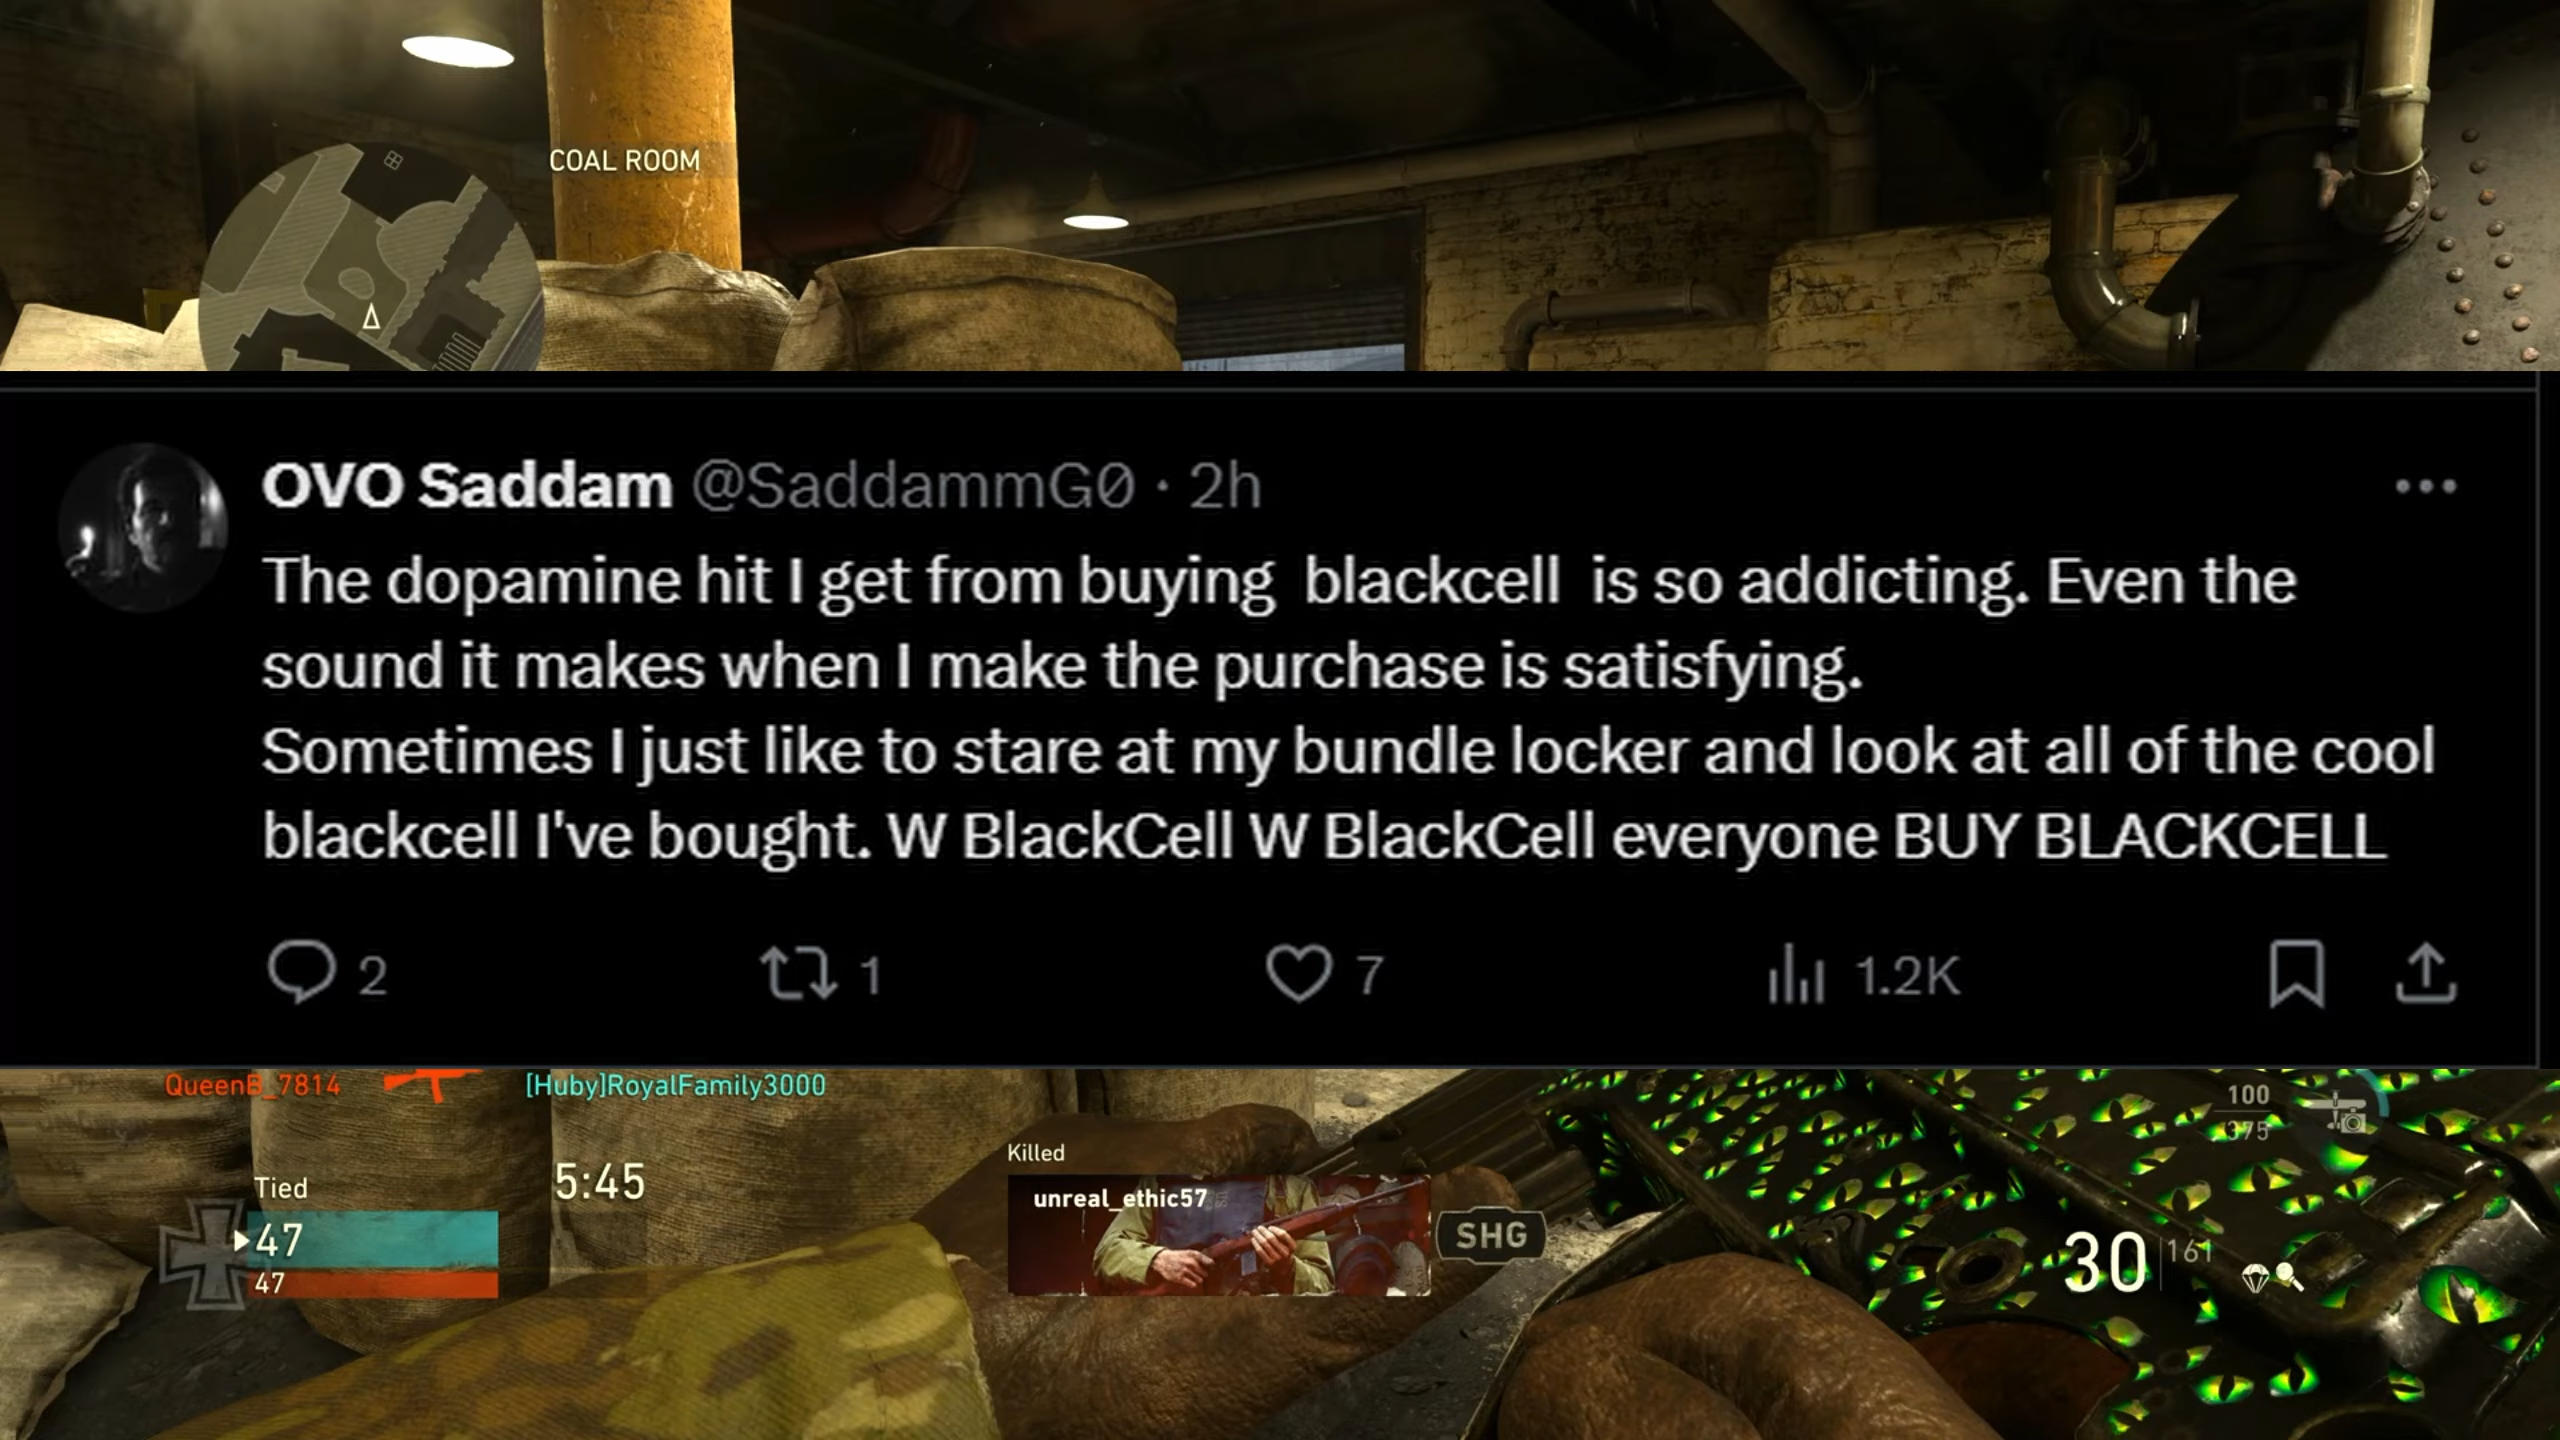 COAL ROOM
OVO Saddam @SaddammG0 · 2h
The dopamine hit I get from buying  blackcell  is so addicting. Even the
sound it makes when I make the purchase is satisfying.
Sometimes I just like to stare at my bundle locker and look at all of the cool
blackcell I've bought. W BlackCell W BlackCell everyone BUY BLACKCELL
2 1 7 1.2K
QueenB_7814 [Huby]RoyalFamily3000
100
375
Killed
unreal_ethic57
SHG
Tied
5:45
47
47
30 161